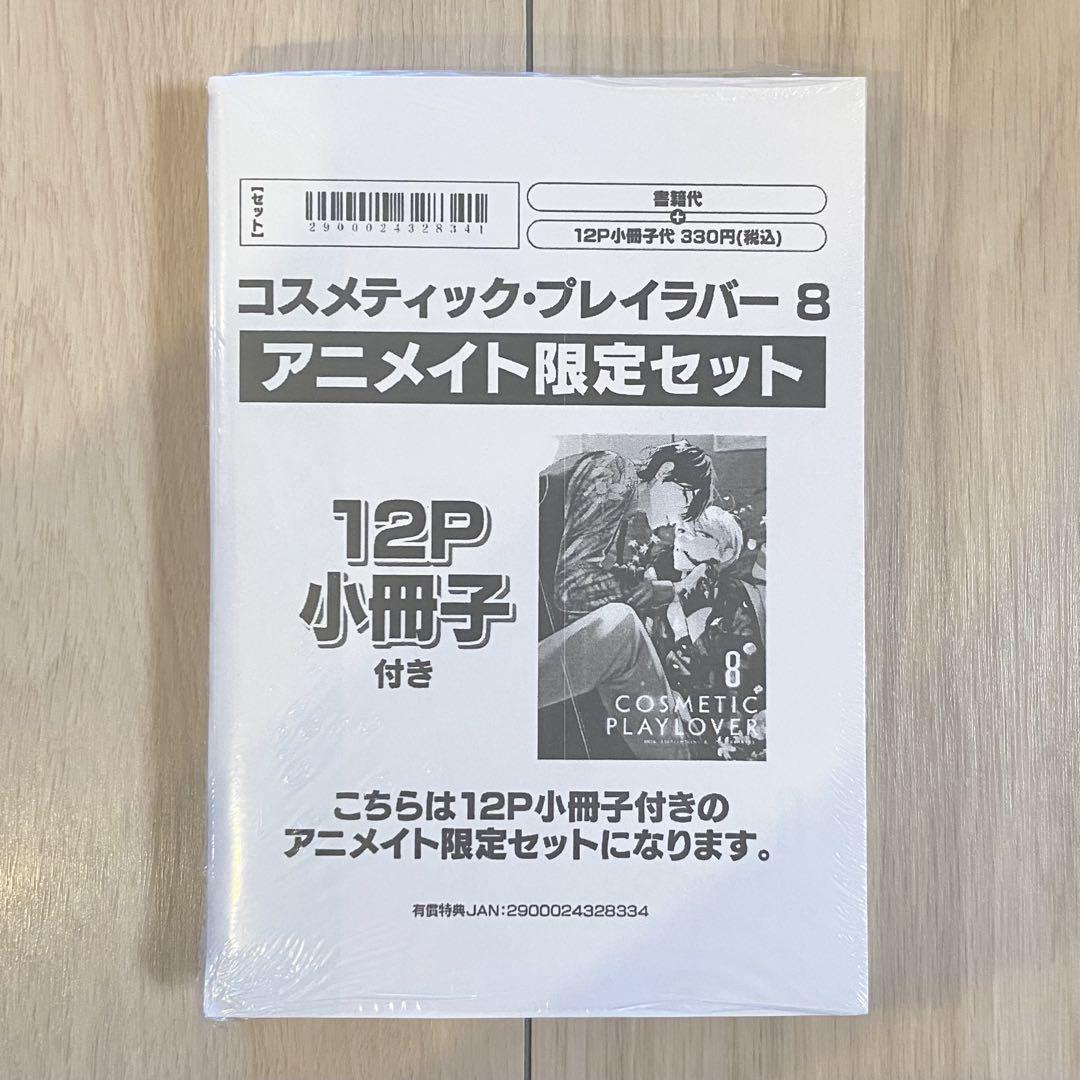 【セット】
2900024328341
書籍代
+
12P小冊子代 330円(税込)
コスメティック・プレイラバー 8
アニメイト限定セット
12P
小冊子
付き
8
COSMETIC
PLAYLOVER
こちらは12P小冊子付きの
アニメイト限定セットになります。
有償特典JAN:2900024328334